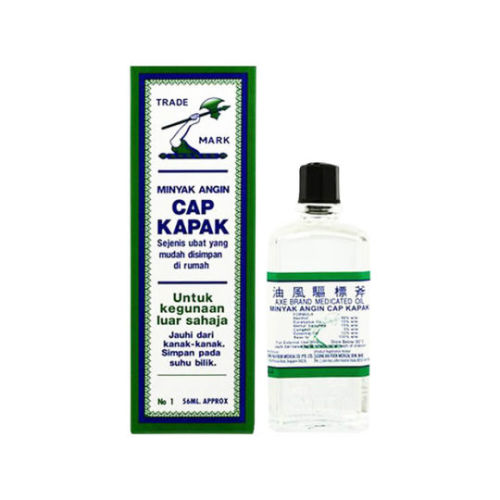 TRADE
MARK
MINYAK ANGIN
CAP
KAPAK
Sejenis ubat yang
mudah disimpan
di rumah
Untuk
kegunaan
luar sahaja
Jauhi dari
kanak-kanak.
Simpan pada
suhu bilik.
No 1 56ML. APPROX
油風驅標斧
AXE BRAND MEDICATED OIL
MINYAK ANGIN CAP KAPAK
FORMULA
Menthol